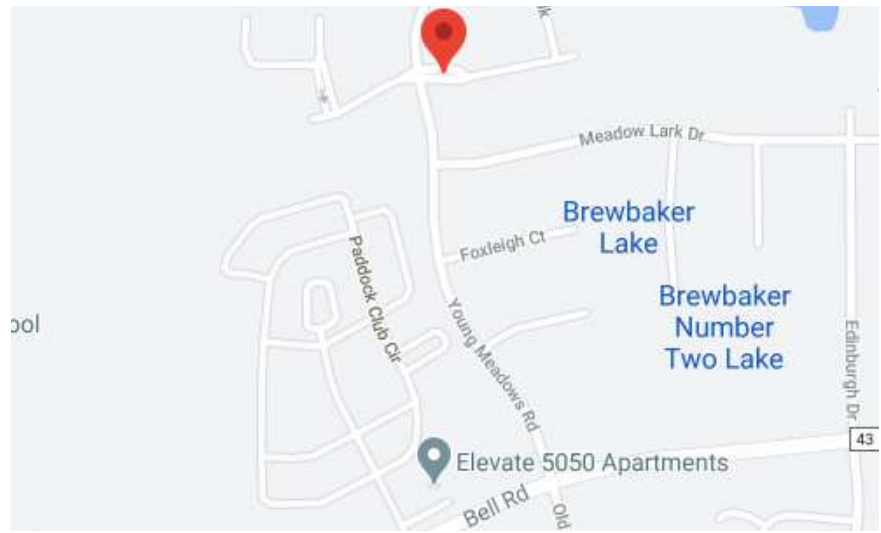 lk
Meadow Lark Dr
Brewbaker
Lake
Foxleigh Ct
Paddock Club Cir
Brewbaker
Number
Two Lake
ool
Young Meadows Rd
Edinburgh Dr
43
Elevate 5050 Apartments
Bell Rd
Old